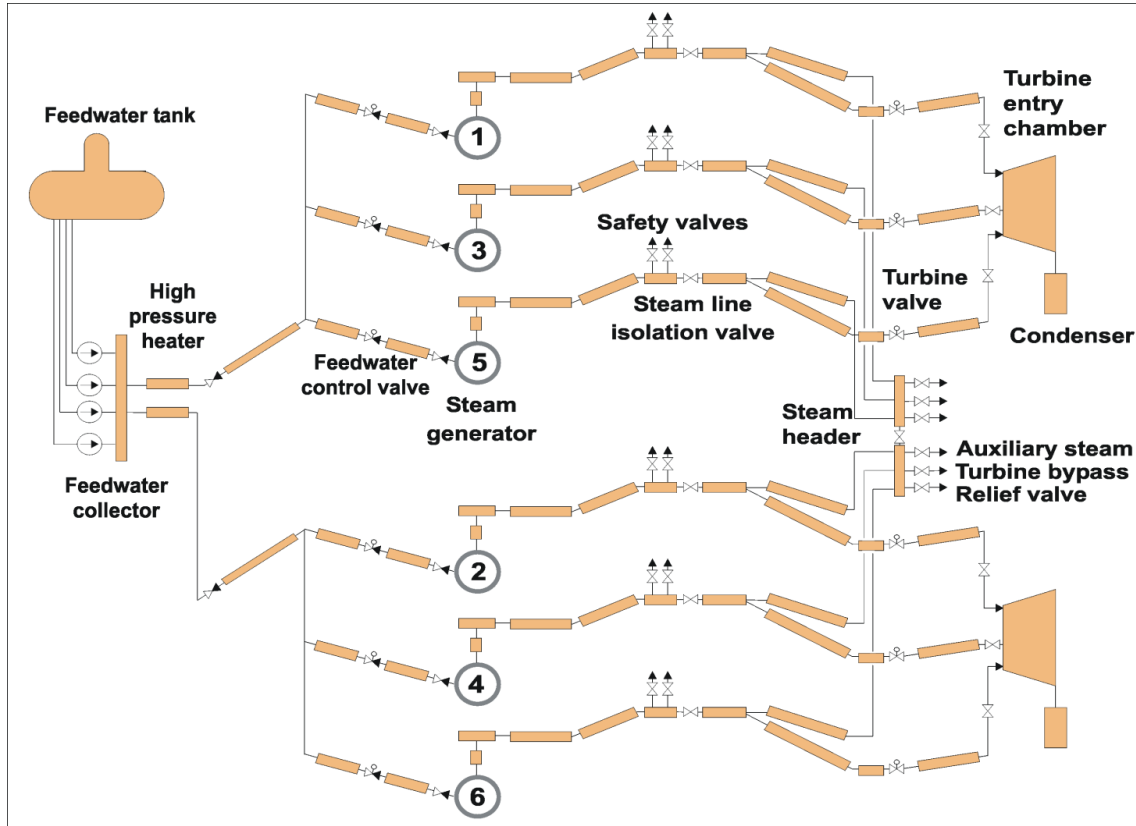 Feedwater tank
High
pressure
heater
Feedwater
collector
1
3
5
2
4
6
Feedwater
control valve
Steam
generator
Safety valves
Steam line
isolation valve
Turbine
entry
chamber
Turbine
valve
Condenser
Steam
header
Auxiliary steam
Turbine bypass
Relief valve